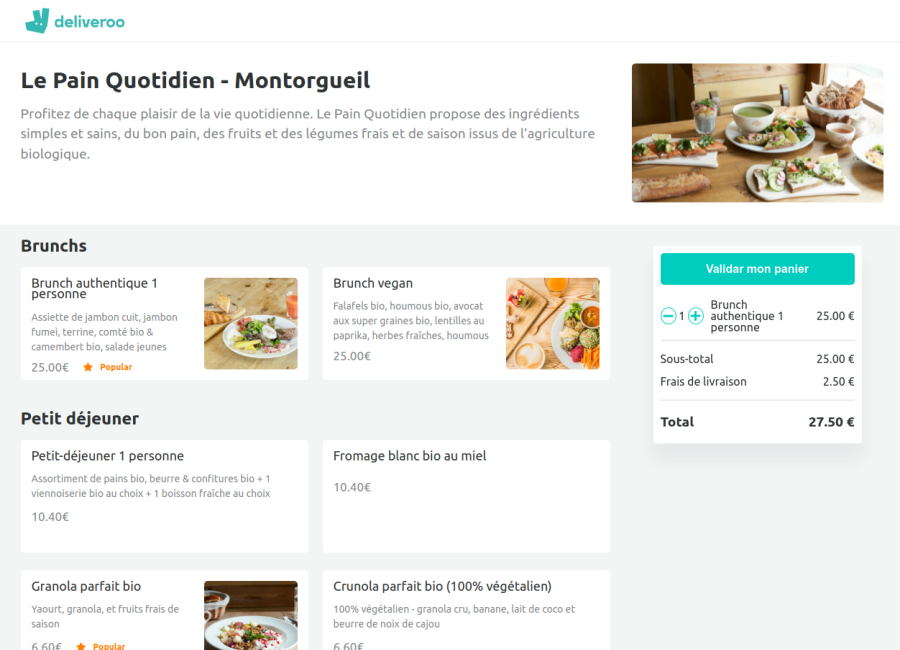 deliveroo
Le Pain Quotidien - Montorgueil
Profitez de chaque plaisir de la vie quotidienne. Le Pain Quotidien propose des ingrédients
simples et sains, du bon pain, des fruits et des légumes frais et de saison issus de l'agriculture
biologique.
Brunchs
Brunch authentique 1
personne
Assiette de jambon cuit, jambon
fumei, terrine, comté bio &
camembert bio, salade jeunes
25.00€ Popular
Brunch vegan
Falafels bio, houmous bio, avocat
aux super graines bio, lentilles au
paprika, herbes fraîches, houmous
25.00€
Petit déjeuner
Petit-déjeuner 1 personne
Assortiment de pains bio, beurre & confitures bio + 1
viennoiserie bio au choix + 1 boisson fraîche au choix
10.40€
Fromage blanc bio au miel
10.40€
Granola parfait bio
Yaourt, granola, et fruits frais de
saison
6.60€ Popular
Crunola parfait bio (100% végétalien)
100% végétalien - granola cru, banane, lait de coco et
beurre de noix de cajou
6.60€
Validar mon panier
1 Brunch
authentique 1
personne
25.00 €
Sous-total 25.00 €
Frais de livraison 2.50 €
Total 27.50 €